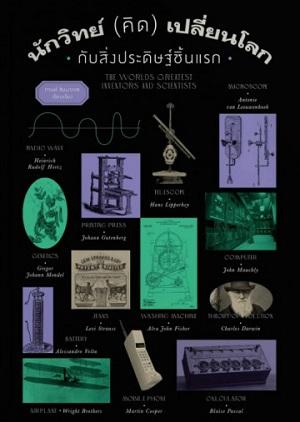 นักวิทย์ (คิด) เปลี่ยนโลก
• กับสิ่งประดิษฐ์ชิ้นแรก •
THE WORLD'S GREATEST
INVENTORS AND SCIENTISTS
MICROSCOPE
Antonie
van Leeuwenhoek
RADIO WAVE
Heinrich
Rudolf Hertz
TELESCOPE
Hans Lippershey
PRINTING PRESS
Johann Gutenberg
GENETICS
Gregor
Johann Mendel
COMPUTER
John Mauchly
JEANS
Levi Strauss
WASHING MACHINE
Alva John Fisher
THEORY OF EVOLUTION
Charles Darwin
BATTERY
Alessandro Volta
AIRPLANE • Wright Brothers
MOBILE PHONE
Martin Cooper
CALCULATOR
Blaise Pascal